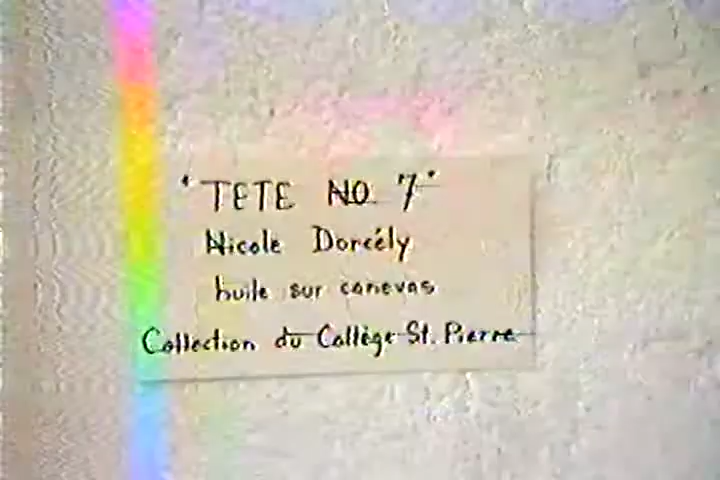 "TETE NO. 7"
Nicole Dorcély
huile sur canevas
Collection du Collège St. Pierre